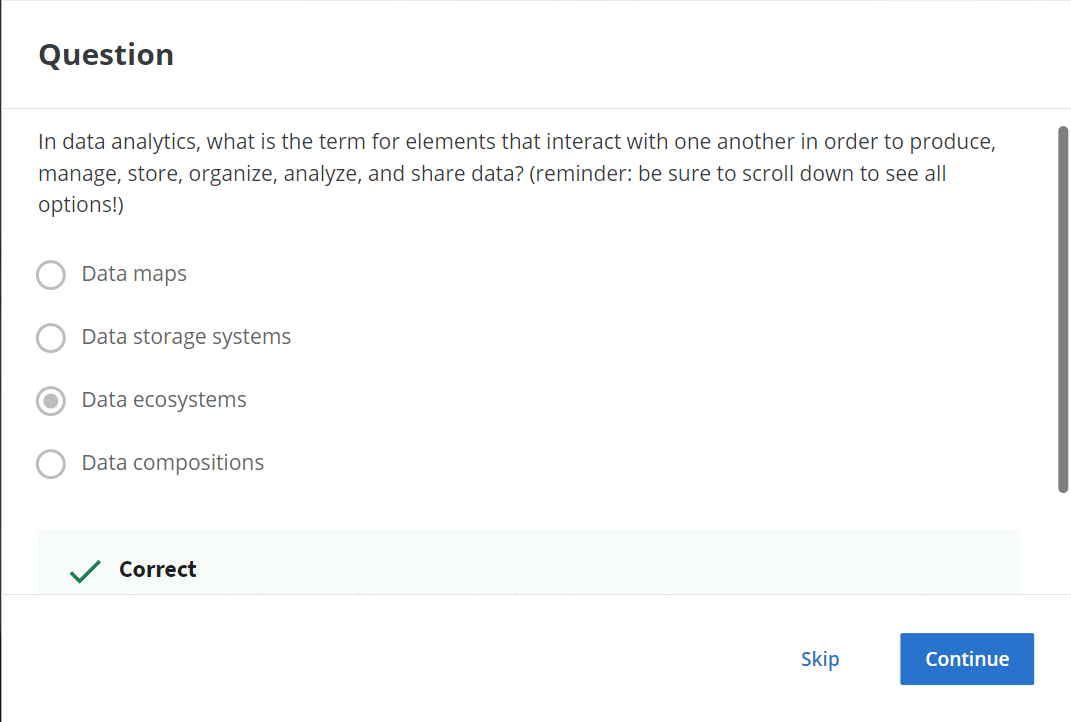 Question
In data analytics, what is the term for elements that interact with one another in order to produce,
manage, store, organize, analyze, and share data? (reminder: be sure to scroll down to see all
options!)
Data maps
Data storage systems
Data ecosystems
Data compositions
Correct
Skip
Continue